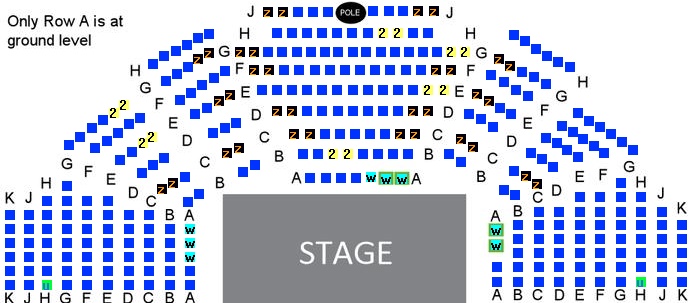 Only Row A is at
ground level
J z z POLE z z J
H 2 2 H
z z G z z 2 2 G z z
H F z z z z F z z H
G z z E 2 2 E z z G
2 2 F D z z z z D F
2 2 E C z z z z C z z E
D z z B 2 2 B D
G F E C B A w w w A B C z z E F G
K J H D z z C B A A B C z z D H J K
w w
w w
w
STAGE
u u
K J H G F E D C B A A B C D E F G H J K